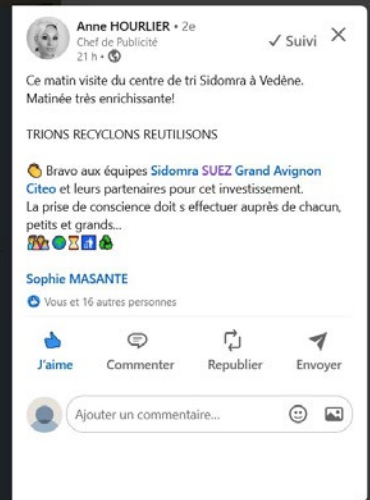 Anne HOURLIER • 2e
Chef de Publicité
21 h •
✓ Suivi
Ce matin visite du centre de tri Sidomra à Vedène.
Matinée très enrichissante!
TRIONS RECYCLONS REUTILISONS
👏 Bravo aux équipes Sidomra SUEZ Grand Avignon
Citeo et leurs partenaires pour cet investissement.
La prise de conscience doit s effectuer auprès de chacun,
petits et grands...
Sophie MASANTE
Vous et 16 autres personnes
J'aime
Commenter
Republier
Envoyer
Ajouter un commentaire...